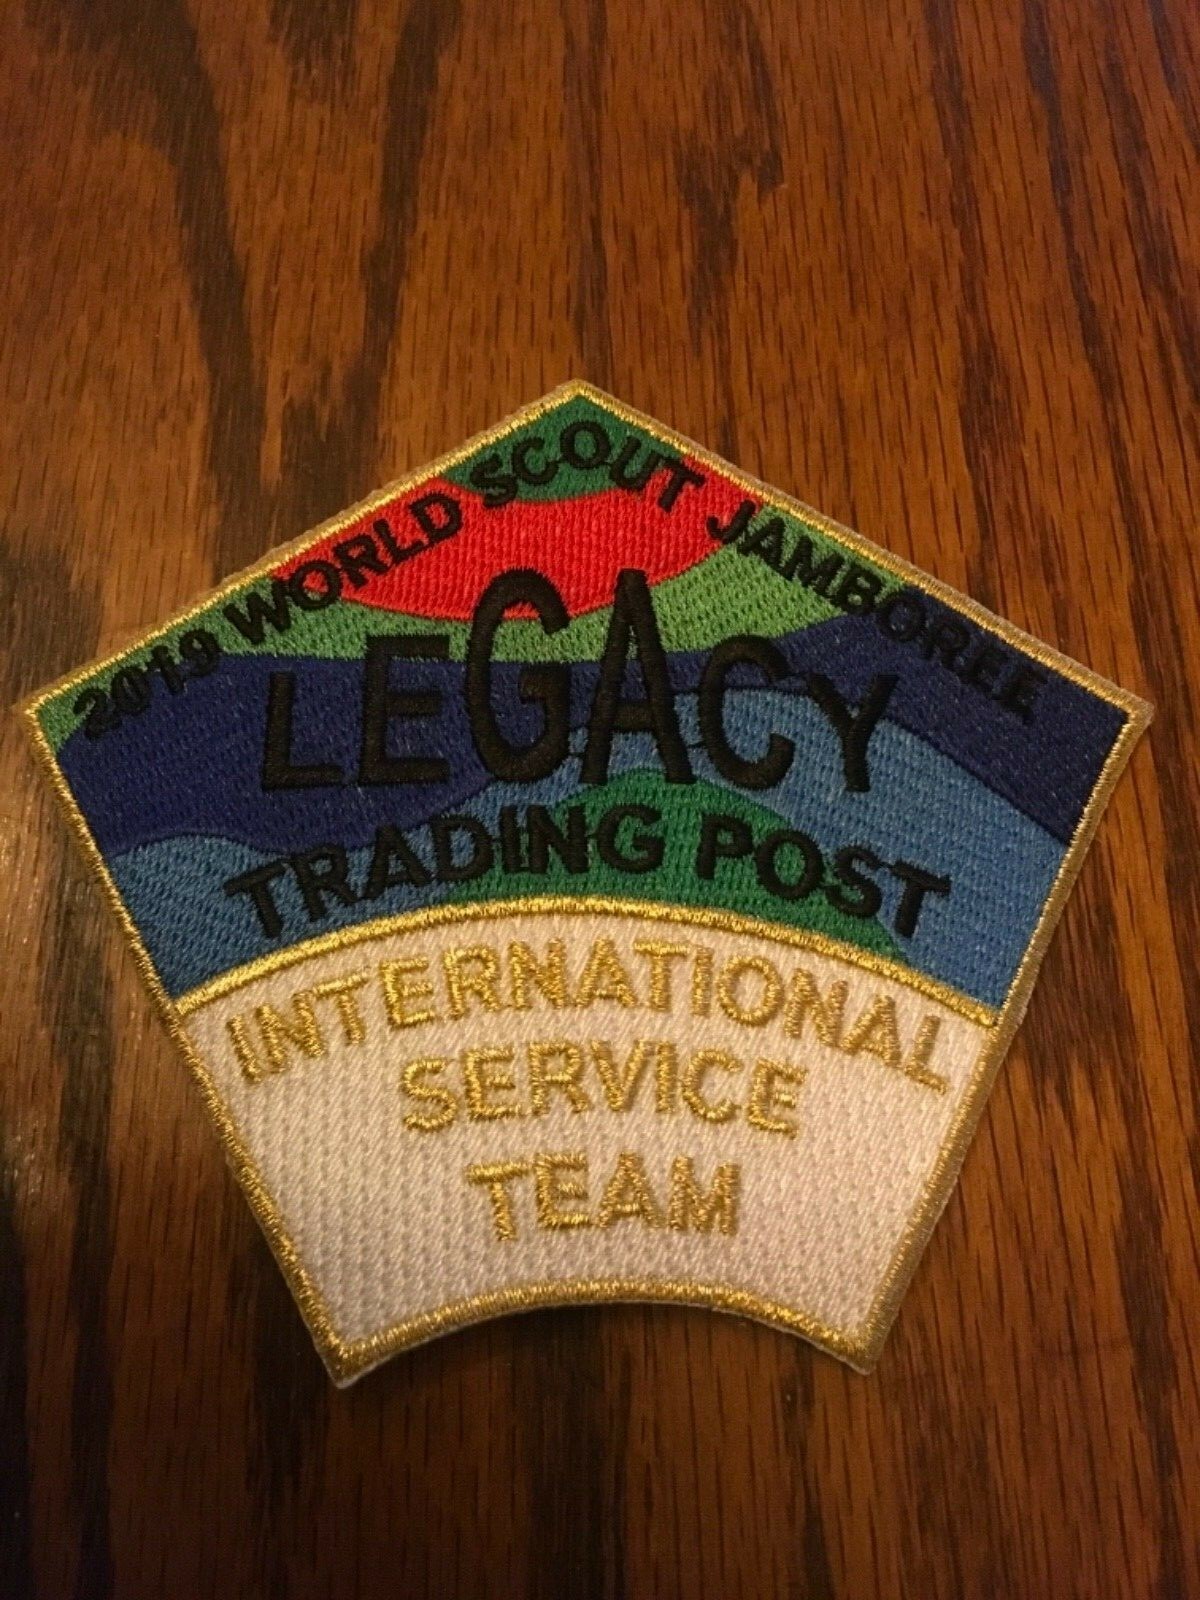 2019 WORLD SCOUT JAMBOREE
LEGACY
TRADING POST
INTERNATIONAL
SERVICE
TEAM